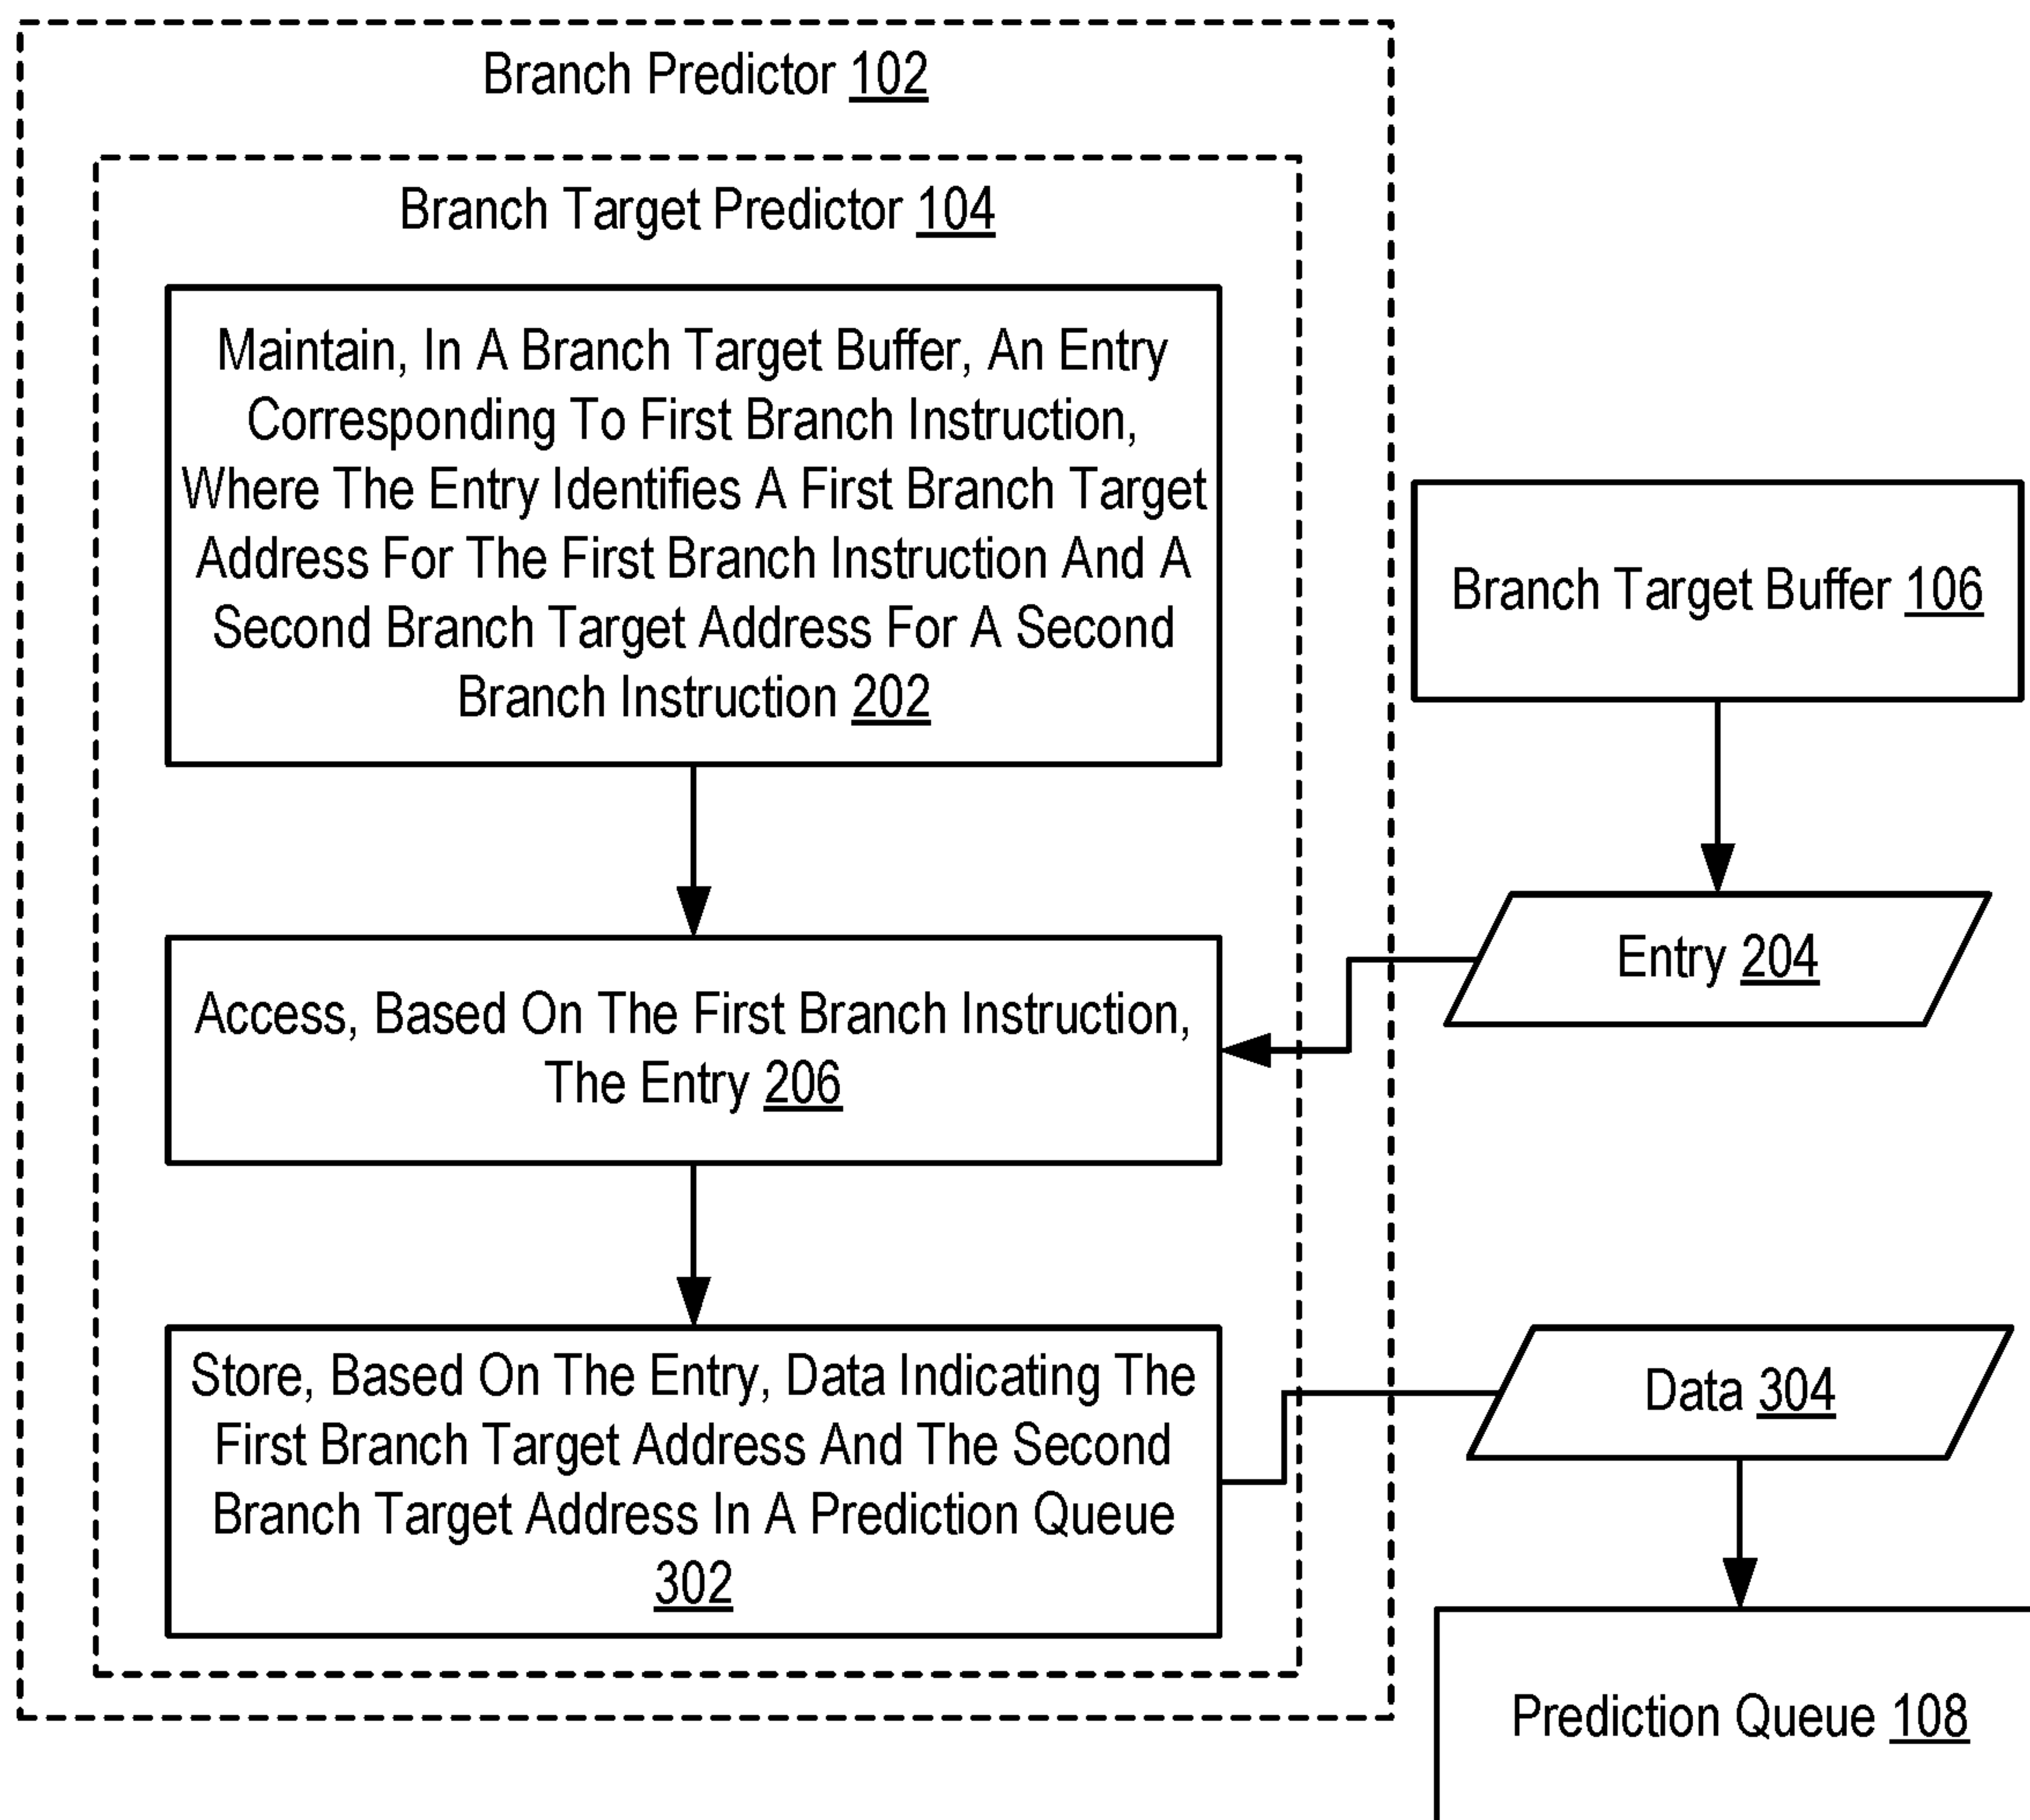 Branch Predictor 102
Branch Target Predictor 104
Maintain, In A Branch Target Buffer, An Entry
Corresponding To First Branch Instruction,
Where The Entry Identifies A First Branch Target
Address For The First Branch Instruction And A
Second Branch Target Address For A Second
Branch Instruction 202
Branch Target Buffer 106
Entry 204
Access, Based On The First Branch Instruction,
The Entry 206
Store, Based On The Entry, Data Indicating The
First Branch Target Address And The Second
Branch Target Address In A Prediction Queue
302
Data 304
Prediction Queue 108